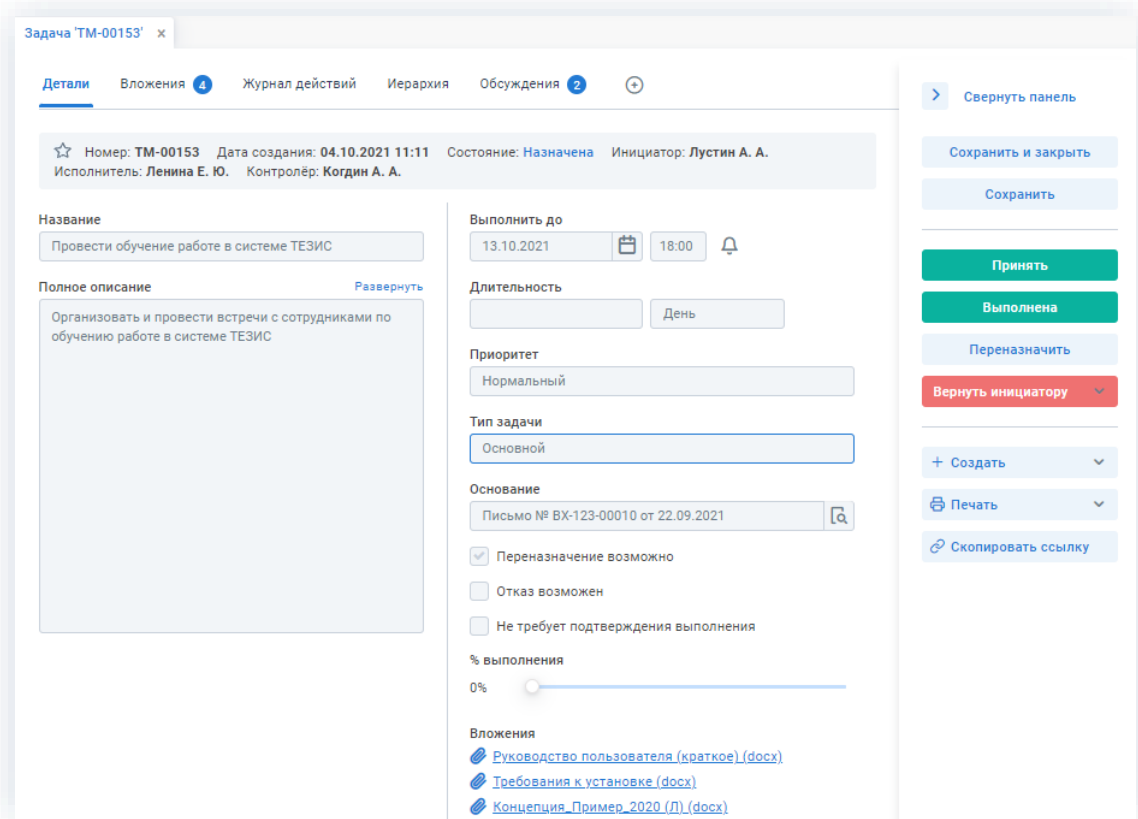 Задача 'ТМ-00153' x
Детали Вложения 4 Журнал действий Иерархия Обсуждения 2
Номер: ТМ-00153 Дата создания: 04.10.2021 11:11 Состояние: Назначена Инициатор: Лустин А. А.
Исполнитель: Ленина Е. Ю. Контролёр: Когдин А. А.
Название
Провести обучение работе в системе ТЕЗИС
Полное описание Развернуть
Организовать и провести встречи с сотрудниками по
обучению работе в системе ТЕЗИС
Выполнить до
13.10.2021 18:00
Длительность
День
Приоритет
Нормальный
Тип задачи
Основной
Основание
Письмо № ВХ-123-00010 от 22.09.2021
Переназначение возможно
Отказ возможен
Не требует подтверждения выполнения
% выполнения
0%
Вложения
Руководство пользователя (краткое) (docx)
Требования к установке (docx)
Концепция_Пример_2020 (Л) (docx)
Свернуть панель
Сохранить и закрыть
Сохранить
Принять
Выполнена
Переназначить
Вернуть инициатору
+ Создать
Печать
Скопировать ссылку